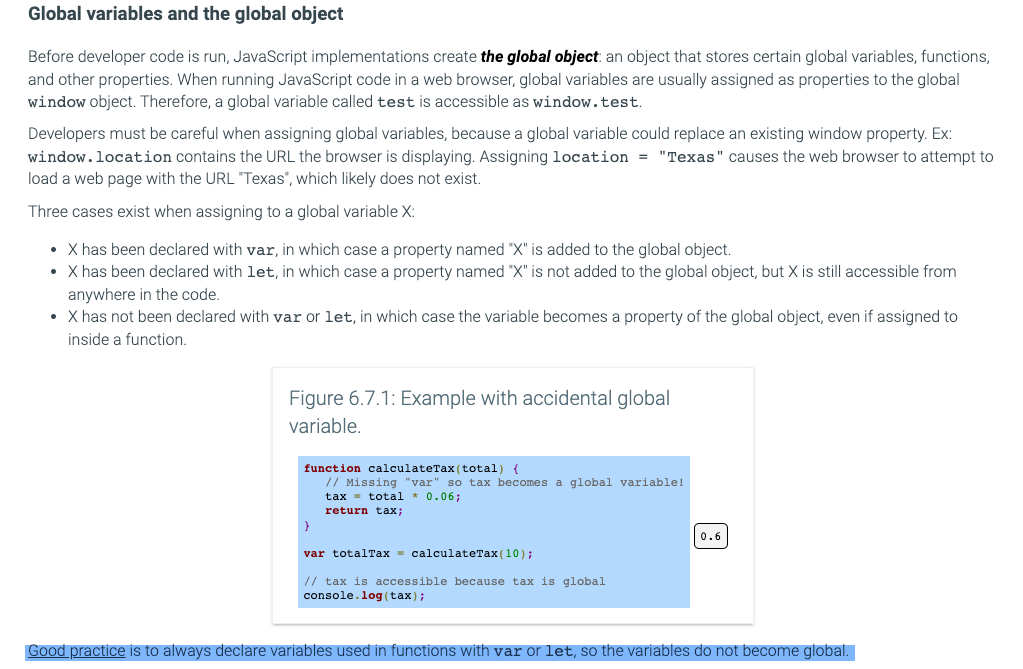 Global variables and the global object
Before developer code is run, JavaScript implementations create the global object: an object that stores certain global variables, functions,
and other properties. When running JavaScript code in a web browser, global variables are usually assigned as properties to the global
window object. Therefore, a global variable called test is accessible as window.test.
Developers must be careful when assigning global variables, because a global variable could replace an existing window property. Ex:
window.location contains the URL the browser is displaying. Assigning location = "Texas" causes the web browser to attempt to
load a web page with the URL "Texas", which likely does not exist.
Three cases exist when assigning to a global variable X:
• X has been declared with var, in which case a property named "X" is added to the global object.
• X has been declared with let, in which case a property named "X" is not added to the global object, but X is still accessible from
anywhere in the code.
• X has not been declared with var or let, in which case the variable becomes a property of the global object, even if assigned to
inside a function.
Figure 6.7.1: Example with accidental global
variable.
function calculateTax(total) {
   // Missing "var" so tax becomes a global variable!
   tax = total * 0.06;
   return tax;
}
var totalTax = calculateTax(10);
// tax is accessible because tax is global
console.log(tax);
0.6
Good practice is to always declare variables used in functions with var or let, so the variables do not become global.